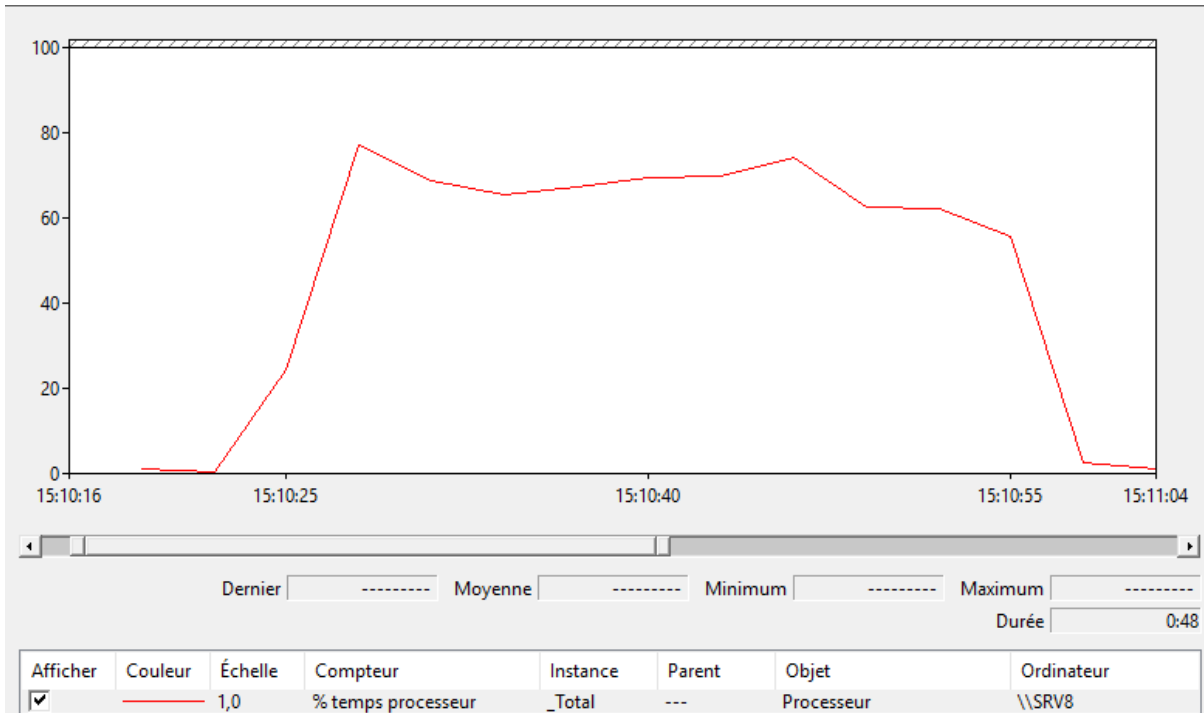 100
80
60
40
20
0
15:10:16 15:10:25 15:10:40 15:10:55 15:11:04
Dernier --------- Moyenne --------- Minimum --------- Maximum ---------
Durée 0:48
Afficher Couleur Échelle Compteur Instance Parent Objet Ordinateur
1,0 % temps processeur _Total --- Processeur \\SRV8